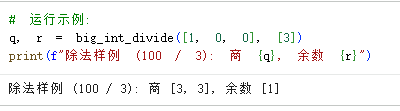 # 运行示例:
q, r = big_int_divide([1, 0, 0], [3])
print(f"除法样例 (100 / 3): 商 {q}, 余数 {r}")
除法样例 (100 / 3): 商 [3, 3], 余数 [1]